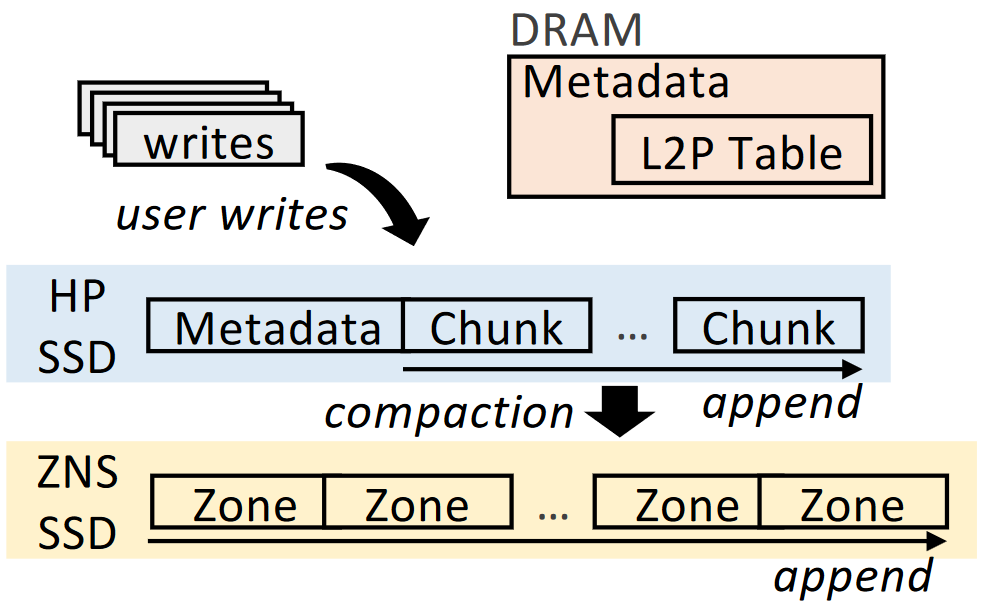 DRAM
Metadata
L2P Table
writes
user writes
HP
SSD
Metadata Chunk ... Chunk
append
compaction
ZNS
SSD
Zone Zone ... Zone Zone
append